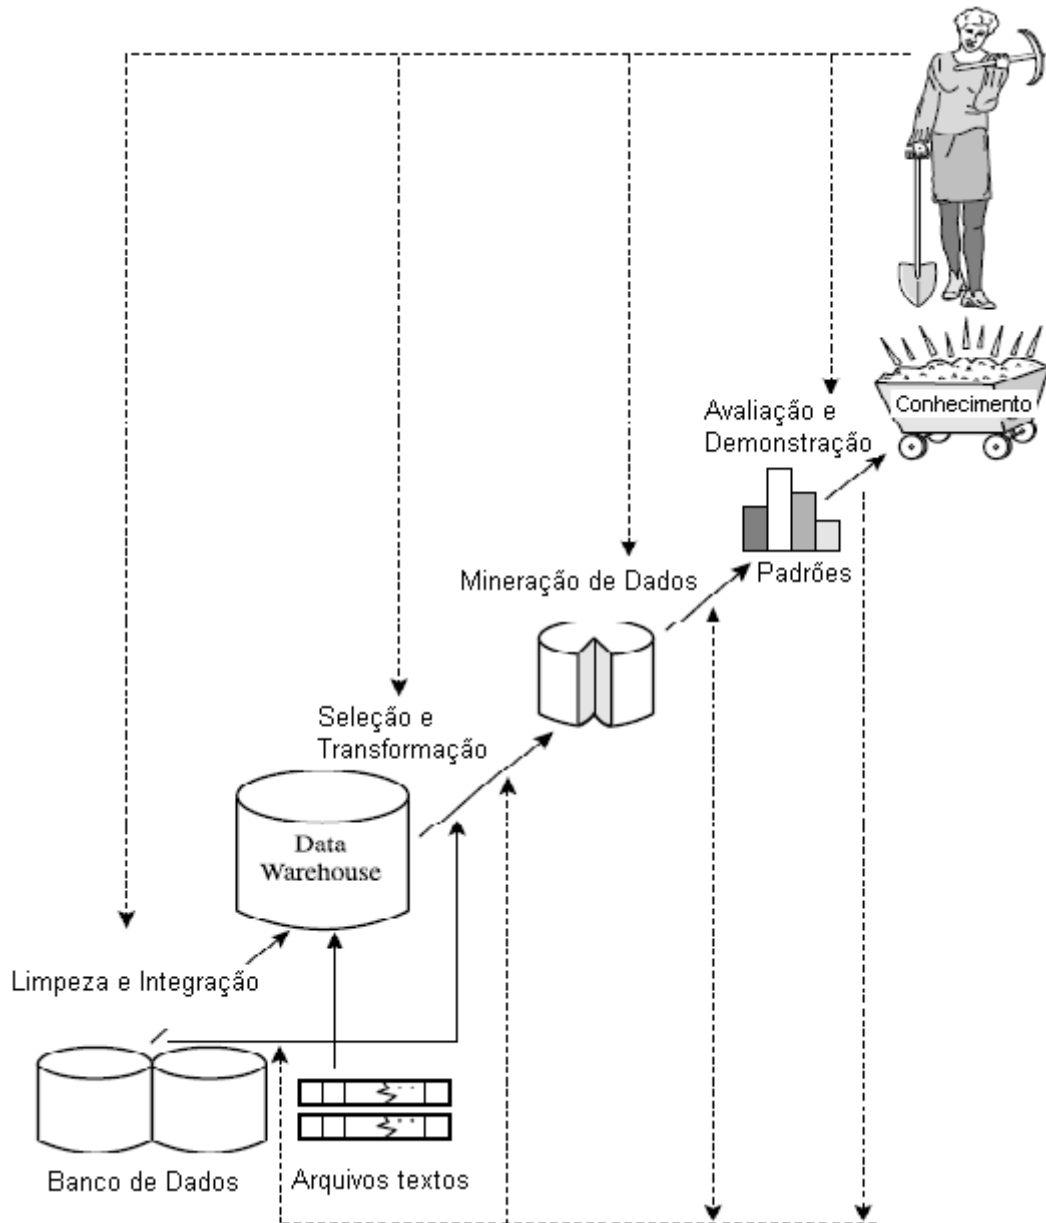 Avaliação e
Demonstração
Conhecimento
Padrões
Mineração de Dados
Seleção e
Transformação
Data
Warehouse
Limpeza e Integração
Banco de Dados
Arquivos textos